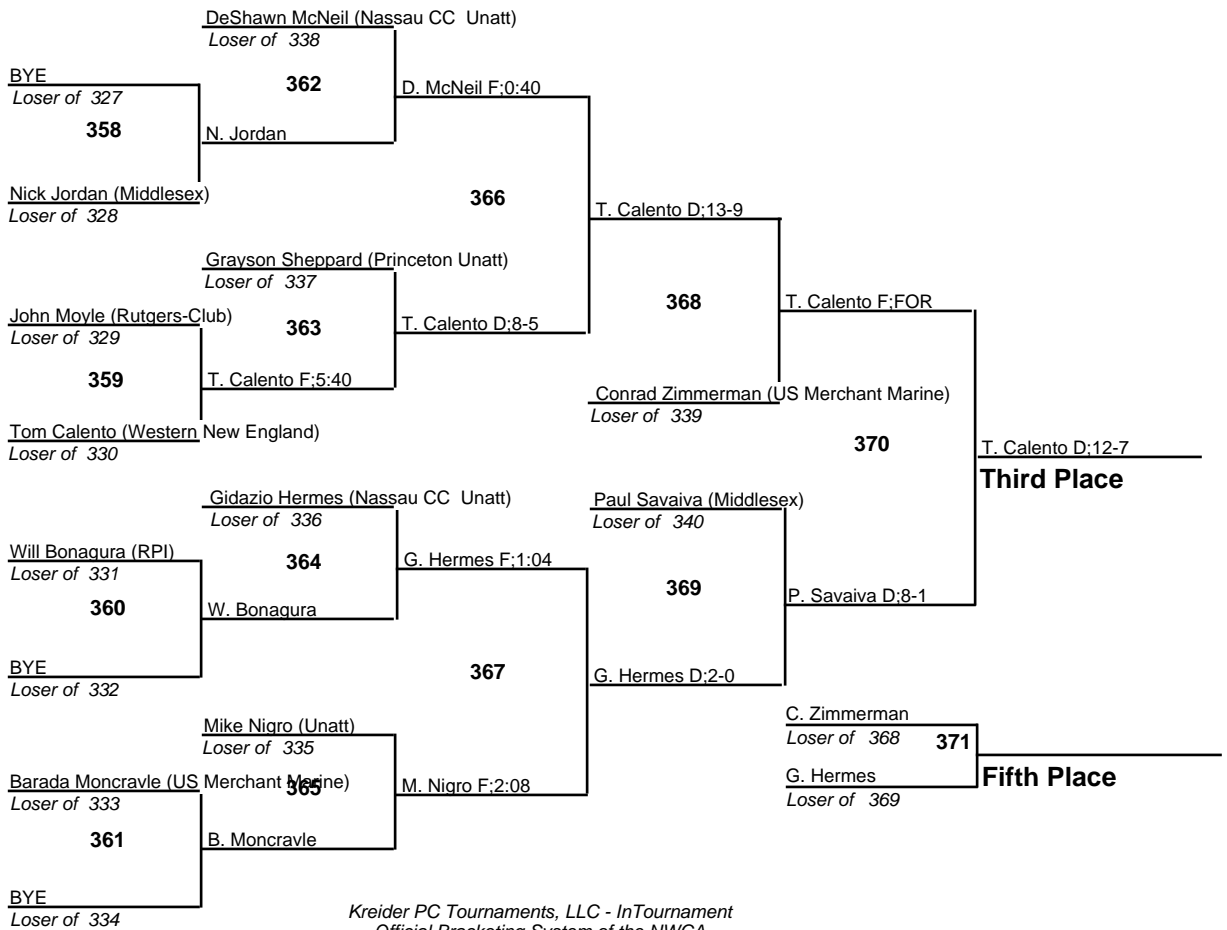 DeShawn McNeil (Nassau CC  Unatt)
Loser of  338
BYE
Loser of  327
362
D. McNeil F;0:40
358
N. Jordan
Nick Jordan (Middlesex)
Loser of  328
366
T. Calento D;13-9
Grayson Sheppard (Princeton Unatt)
Loser of  337
John Moyle (Rutgers-Club)
Loser of  329
363
T. Calento D;8-5
368
T. Calento F;FOR
359
T. Calento F;5:40
Conrad Zimmerman (US Merchant Marine)
Loser of  339
Tom Calento (Western New England)
Loser of  330
370
T. Calento D;12-7
Third Place
Gidazio Hermes (Nassau CC  Unatt)
Loser of  336
Paul Savaiva (Middlesex)
Loser of  340
Will Bonagura (RPI)
Loser of  331
364
G. Hermes F;1:04
369
P. Savaiva D;8-1
360
W. Bonagura
BYE
Loser of  332
367
G. Hermes D;2-0
Mike Nigro (Unatt)
Loser of  335
C. Zimmerman
Loser of  368
371
Barada Moncravle (US Merchant Marine)
Loser of  333
365
M. Nigro F;2:08
G. Hermes
Loser of  369
Fifth Place
361
B. Moncravle
BYE
Loser of  334
Kreider PC Tournaments, LLC - InTournament
Official Bracketing System of the NWCA